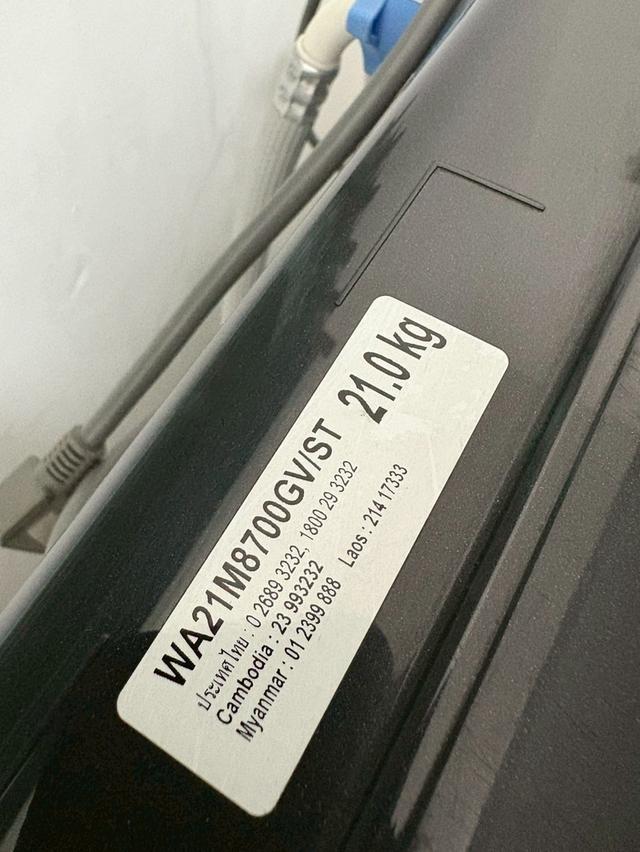 WA21M8700GV/ST 21.0 kg
ประเทศไทย : 0 2689 3232, 1800 29 3232
Cambodia : 23 993232
Myanmar : 01 2399 888 Laos : 214 17333